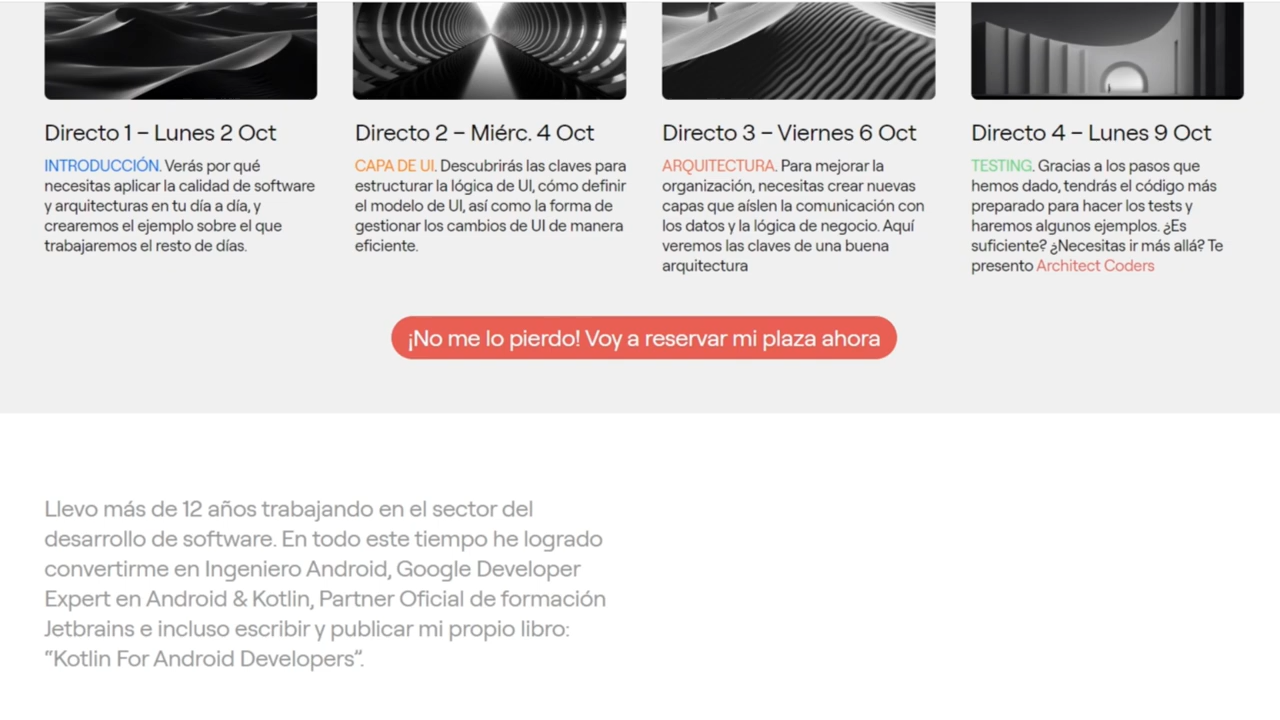 Directo 1 – Lunes 2 Oct
INTRODUCCIÓN. Verás por qué
necesitas aplicar la calidad de software
y arquitecturas en tu día a día, y
crearemos el ejemplo sobre el que
trabajaremos el resto de días.
Directo 2 – Miérc. 4 Oct
CAPA DE UI. Descubrirás las claves para
estructurar la lógica de UI, cómo definir
el modelo de UI, así como la forma de
gestionar los cambios de UI de manera
eficiente.
Directo 3 – Viernes 6 Oct
ARQUITECTURA. Para mejorar la
organización, necesitas crear nuevas
capas que aíslen la comunicación con
los datos y la lógica de negocio. Aquí
veremos las claves de una buena
arquitectura
Directo 4 – Lunes 9 Oct
TESTING. Gracias a los pasos que
hemos dado, tendrás el código más
preparado para hacer los tests y
haremos algunos ejemplos. ¿Es
suficiente? ¿Necesitas ir más allá? Te
presento Architect Coders
¡No me lo pierdo! Voy a reservar mi plaza ahora
Llevo más de 12 años trabajando en el sector del
desarrollo de software. En todo este tiempo he logrado
convertirme en Ingeniero Android, Google Developer
Expert en Android & Kotlin, Partner Oficial de formación
Jetbrains e incluso escribir y publicar mi propio libro:
“Kotlin For Android Developers”.